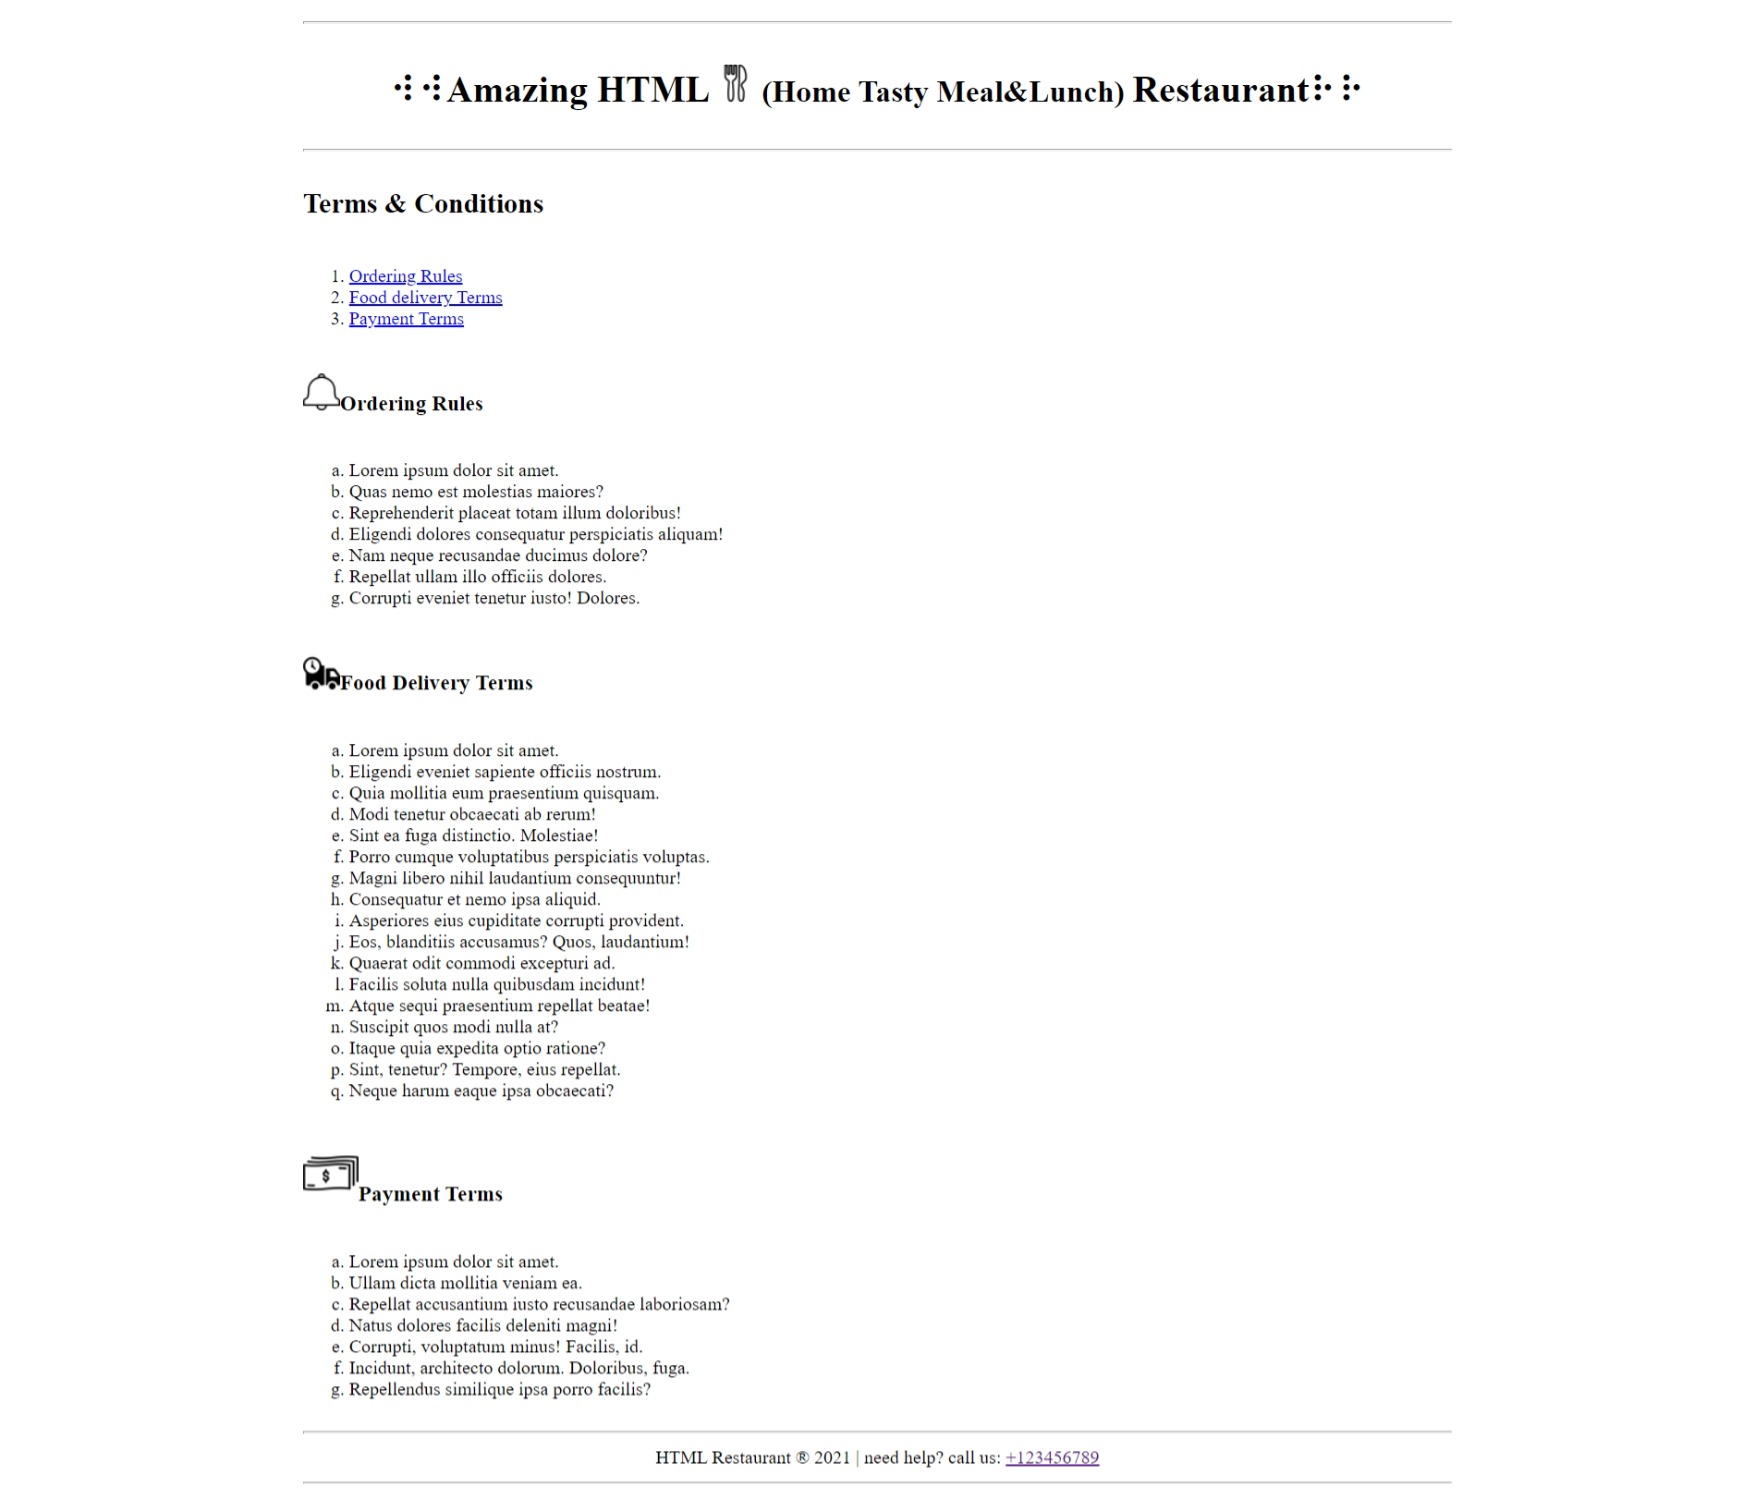 ⢺⢺Amazing HTML (Home Tasty Meal&Lunch) Restaurant⡗⡗
Terms & Conditions
1. Ordering Rules
2. Food delivery Terms
3. Payment Terms
Ordering Rules
a. Lorem ipsum dolor sit amet.
b. Quas nemo est molestias maiores?
c. Reprehenderit placeat totam illum doloribus!
d. Eligendi dolores consequatur perspiciatis aliquam!
e. Nam neque recusandae ducimus dolore?
f. Repellat ullam illo officiis dolores.
g. Corrupti eveniet tenetur iusto! Dolores.
Food Delivery Terms
a. Lorem ipsum dolor sit amet.
b. Eligendi eveniet sapiente officiis nostrum.
c. Quia mollitia eum praesentium quisquam.
d. Modi tenetur obcaecati ab rerum!
e. Sint ea fuga distinctio. Molestiae!
f. Porro cumque voluptatibus perspiciatis voluptas.
g. Magni libero nihil laudantium consequuntur!
h. Consequatur et nemo ipsa aliquid.
i. Asperiores eius cupiditate corrupti provident.
j. Eos, blanditiis accusamus? Quos, laudantium!
k. Quaerat odit commodi excepturi ad.
l. Facilis soluta nulla quibusdam incidunt!
m. Atque sequi praesentium repellat beatae!
n. Suscipit quos modi nulla at?
o. Itaque quia expedita optio ratione?
p. Sint, tenetur? Tempore, eius repellat.
q. Neque harum eaque ipsa obcaecati?
$
Payment Terms
a. Lorem ipsum dolor sit amet.
b. Ullam dicta mollitia veniam ea.
c. Repellat accusantium iusto recusandae laboriosam?
d. Natus dolores facilis deleniti magni!
e. Corrupti, voluptatum minus! Facilis, id.
f. Incidunt, architecto dolorum. Doloribus, fuga.
g. Repellendus similique ipsa porro facilis?
HTML Restaurant ® 2021 | need help? call us: +123456789